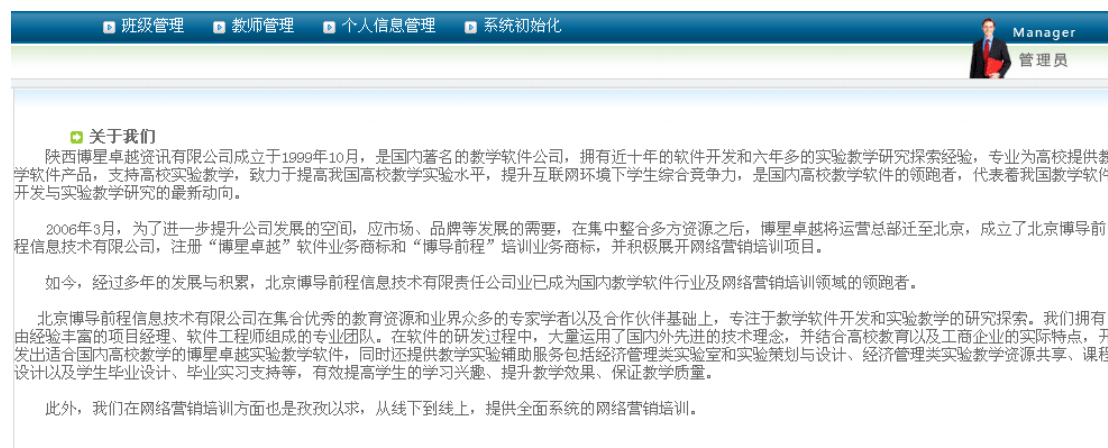 班级管理 教师管理 个人信息管理 系统初始化
Manager
管理员
关于我们
陕西博星卓越资讯有限公司成立于1999年10月，是国内著名的教学软件公司，拥有近十年的软件开发和六年多的实验教学研究探索经验，专业为高校提供教
学软件产品，支持高校实验教学，致力于提高我国高校教学实验水平，提升互联网环境下学生综合竞争力，是国内高校教学软件的领跑者，代表着我国教学软件
开发与实验教学研究的最新动向。
2006年3月，为了进一步提升公司发展的空间，应市场、品牌等发展的需要，在集中整合多方资源之后，博星卓越将运营总部迁至北京，成立了北京博导前
程信息技术有限公司，注册“博星卓越”软件业务商标和“博导前程”培训业务商标，并积极展开网络营销培训项目。
如今，经过多年的发展与积累，北京博导前程信息技术有限责任公司业已成为国内教学软件行业及网络营销培训领域的领跑者。
北京博导前程信息技术有限公司在集合优秀的教育资源和业界众多的专家学者以及合作伙伴基础上，专注于教学软件开发和实验教学的研究探索。我们拥有
由经验丰富的项目经理、软件工程师组成的专业团队。在软件的研发过程中，大量运用了国内外先进的技术理念，并结合高校教育以及工商企业的实际特点，开
发出适合国内高校教学的博星卓越实验教学软件，同时还提供教学实验辅助服务包括经济管理类实验室和实验策划与设计、经济管理类实验教学资源共享、课程
设计以及学生毕业设计、毕业实习支持等，有效提高学生的学习兴趣、提升教学效果、保证教学质量。
此外，我们在网络营销培训方面也是孜孜以求，从线下到线上，提供全面系统的网络营销培训。